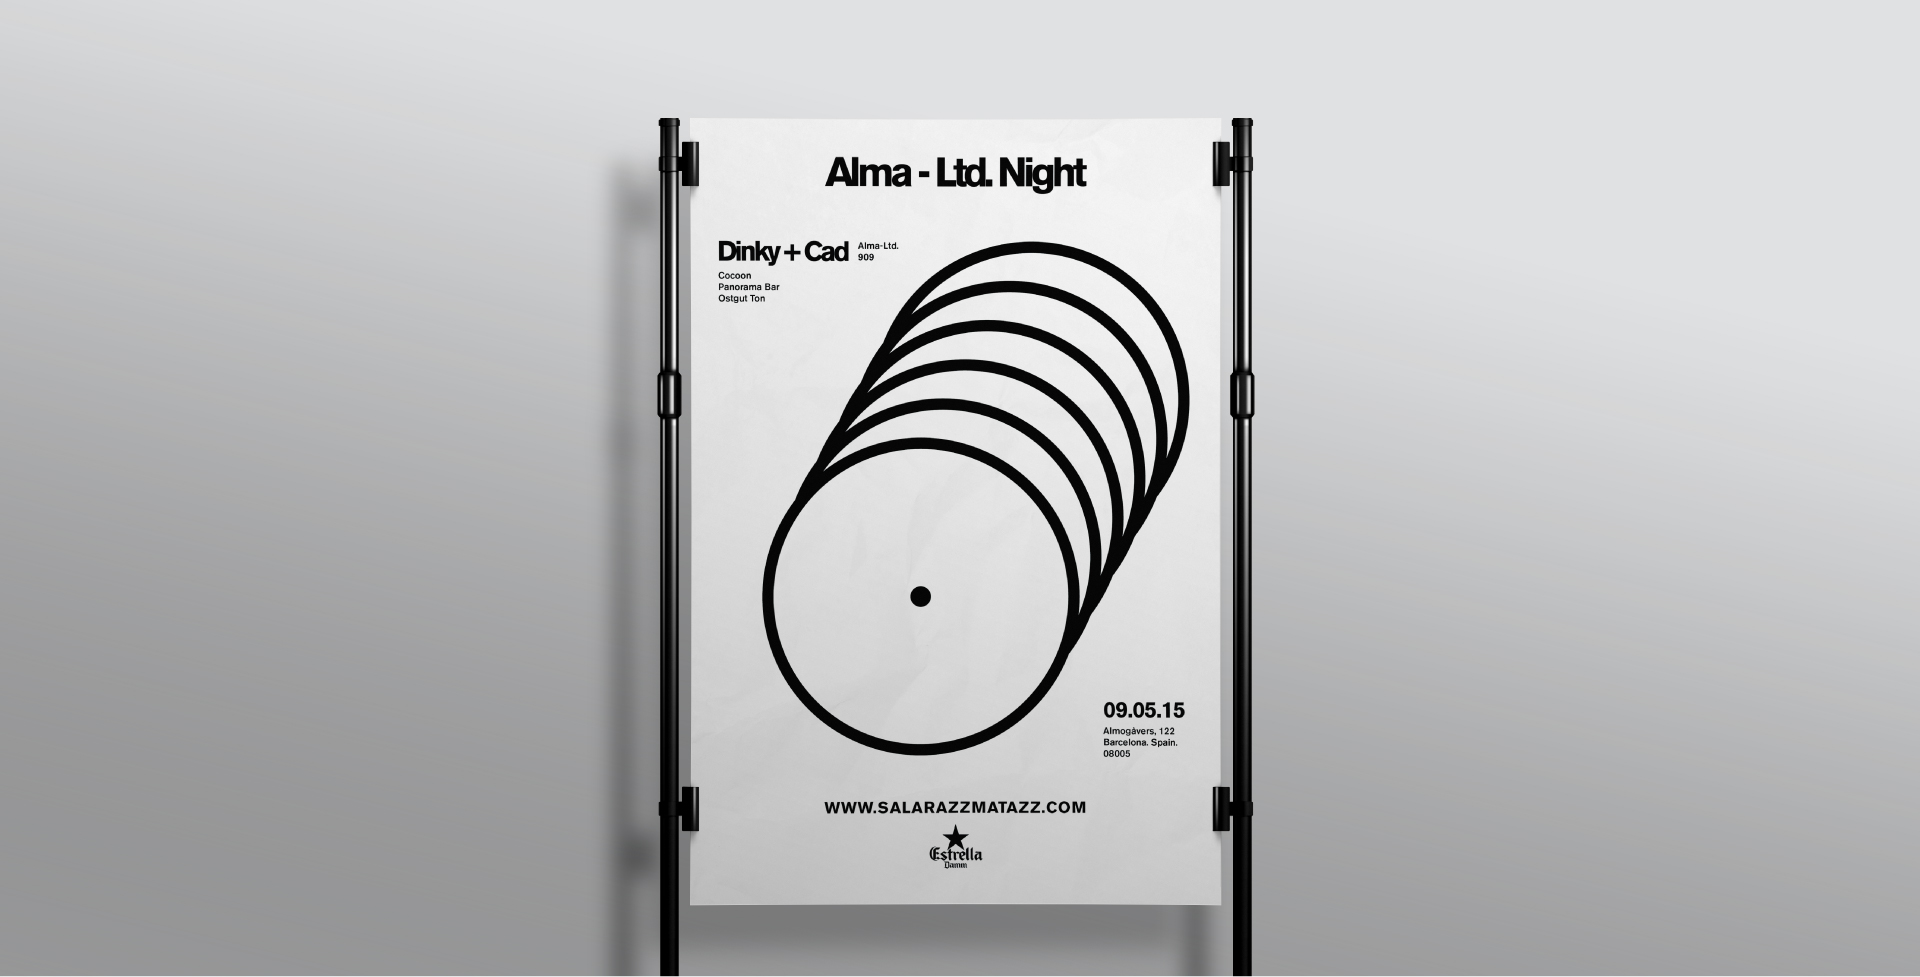 Alma - Ltd. Night
Dinky + Cad
Alma-Ltd.
909
Cocoon
Panorama Bar
Ostgut Ton
09.05.15
Almogàvers, 122
Barcelona. Spain.
08005
WWW.SALARAZZMATAZZ.COM
Estrella
Damm